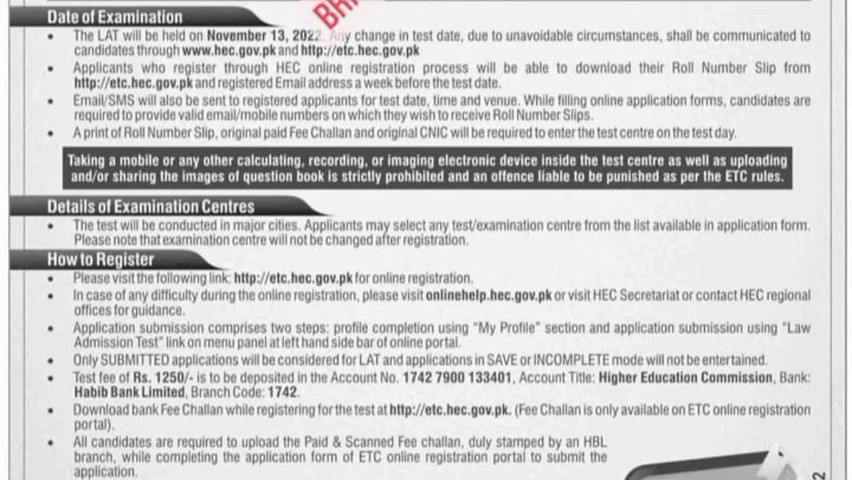 Date of Examination
• The LAT will be held on November 13, 2022. Any change in test date, due to unavoidable circumstances, shall be communicated to
candidates through www.hec.gov.pk and http://etc.hec.gov.pk
• Applicants who register through HEC online registration process will be able to download their Roll Number Slip from
http://etc.hec.gov.pk and registered Email address a week before the test date.
• Email/SMS will also be sent to registered applicants for test date, time and venue. While filling online application forms, candidates are
required to provide valid email/mobile numbers on which they wish to receive Roll Number Slips.
• A print of Roll Number Slip, original paid Fee Challan and original CNIC will be required to enter the test centre on the test day.
Taking a mobile or any other calculating, recording, or imaging electronic device inside the test centre as well as uploading
and/or sharing the images of question book is strictly prohibited and an offence liable to be punished as per the ETC rules.
Details of Examination Centres
• The test will be conducted in major cities. Applicants may select any test/examination centre from the list available in application form.
Please note that examination centre will not be changed after registration.
How to Register
• Please visit the following link: http://etc.hec.gov.pk for online registration.
• In case of any difficulty during the online registration, please visit onlinehelp.hec.gov.pk or visit HEC Secretariat or contact HEC regional
offices for guidance.
• Application submission comprises two steps: profile completion using "My Profile" section and application submission using "Law
Admission Test" link on menu panel at left hand side bar of online portal.
• Only SUBMITTED applications will be considered for LAT and applications in SAVE or INCOMPLETE mode will not be entertained.
• Test fee of Rs. 1250/- is to be deposited in the Account No. 1742 7900 133401, Account Title: Higher Education Commission, Bank:
Habib Bank Limited, Branch Code: 1742.
• Download bank Fee Challan while registering for the test at http://etc.hec.gov.pk. (Fee Challan is only available on ETC online registration
portal).
• All candidates are required to upload the Paid & Scanned Fee challan, duly stamped by an HBL
branch, while completing the application form of ETC online registration portal to submit the
application.